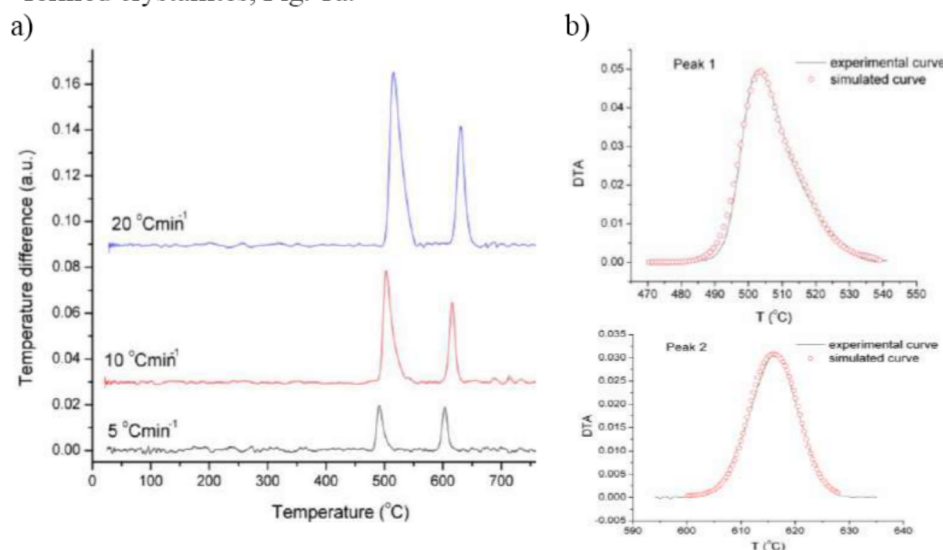 formed crystallites, Fig. 1a.
a)
b)
Temperature difference (a.u.)
0.16
0.14
0.12
0.10
0.08
0.06
0.04
0.02
0.00
20 °Cmin-1
10 °Cmin-1
5 °Cmin-1
0 100 200 300 400 500 600 700
Temperature (°C)
Peak 1
experimental curve
simulated curve
DTA
0.05
0.04
0.03
0.02
0.01
0.00
470 480 490 500 510 520 530 540 550
T (°C)
Peak 2
experimental curve
simulated curve
DTA
0.035
0.030
0.025
0.020
0.015
0.010
0.005
0.000
-0.005
590 600 610 620 630 640
T (°C)